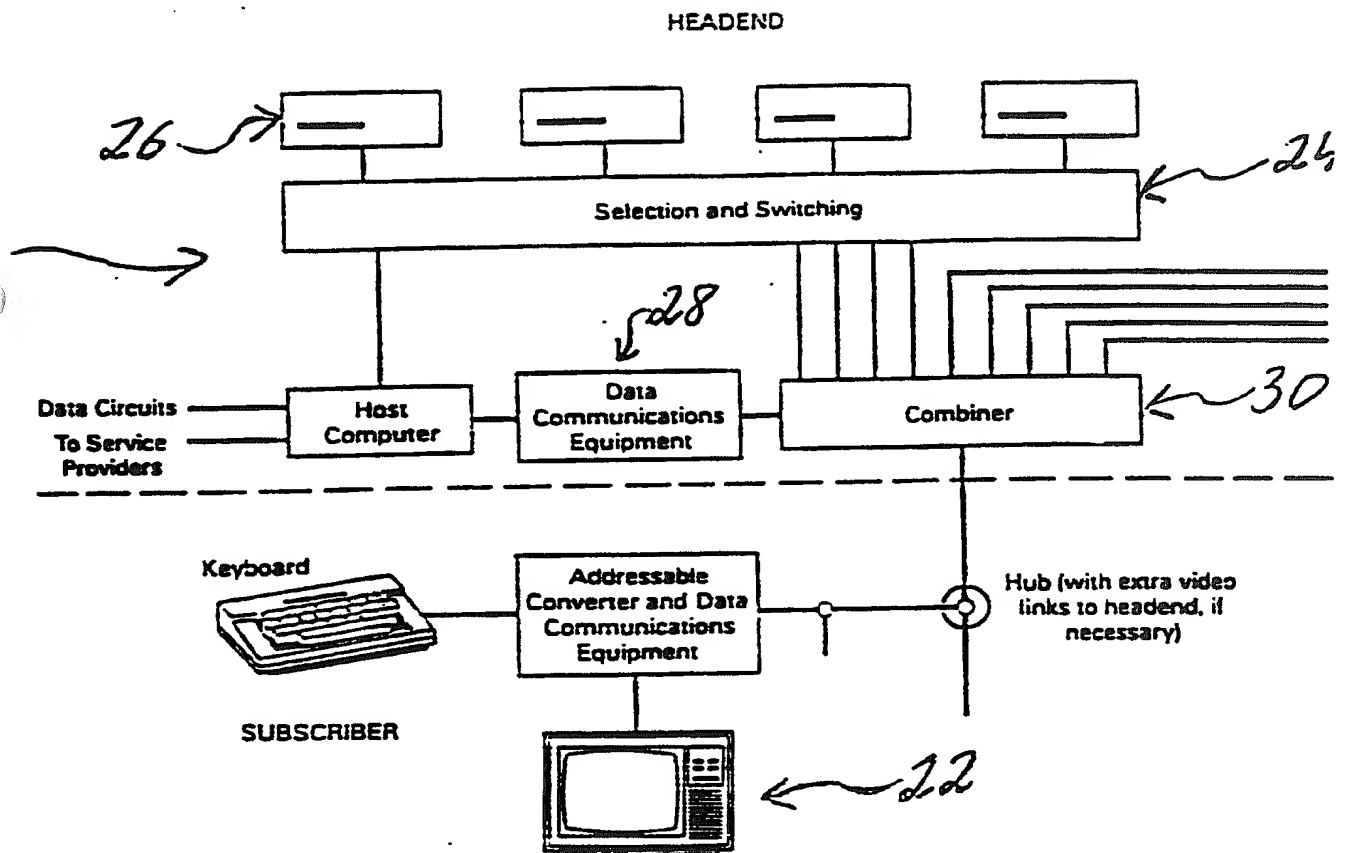 HEADEND
26
24
Selection and Switching
28
Data Circuits
To Service
Providers
Host
Computer
Data
Communications
Equipment
Combiner
30
Keyboard
Addressable
Converter and Data
Communications
Equipment
Hub (with extra video
links to headend, if
necessary)
SUBSCRIBER
22